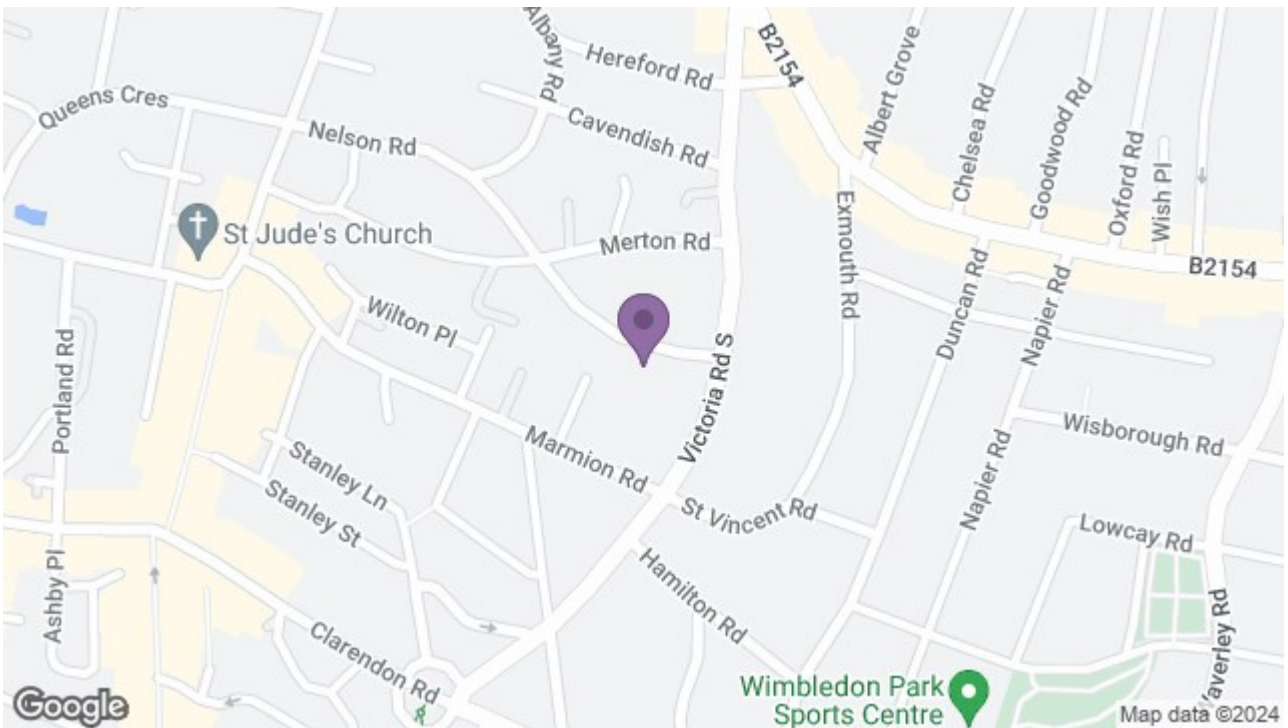 Albany Rd
Hereford Rd
B2154
Albert Grove
Queens Cres
Nelson Rd
Cavendish Rd
Chelsea Rd
Goodwood Rd
Oxford Rd
Wish Pl
St Jude's Church
Merton Rd
Exmouth Rd
B2154
Duncan Rd
Napier Rd
Portland Rd
Wilton Pl
Victoria Rd S
Wisborough Rd
Marmion Rd
Stanley Ln
Stanley St
St Vincent Rd
Napier Rd
Lowcay Rd
Ashby Pl
Hamilton Rd
Clarendon Rd
Waverley Rd
Wimbledon Park
Sports Centre
Google
Map data ©2024